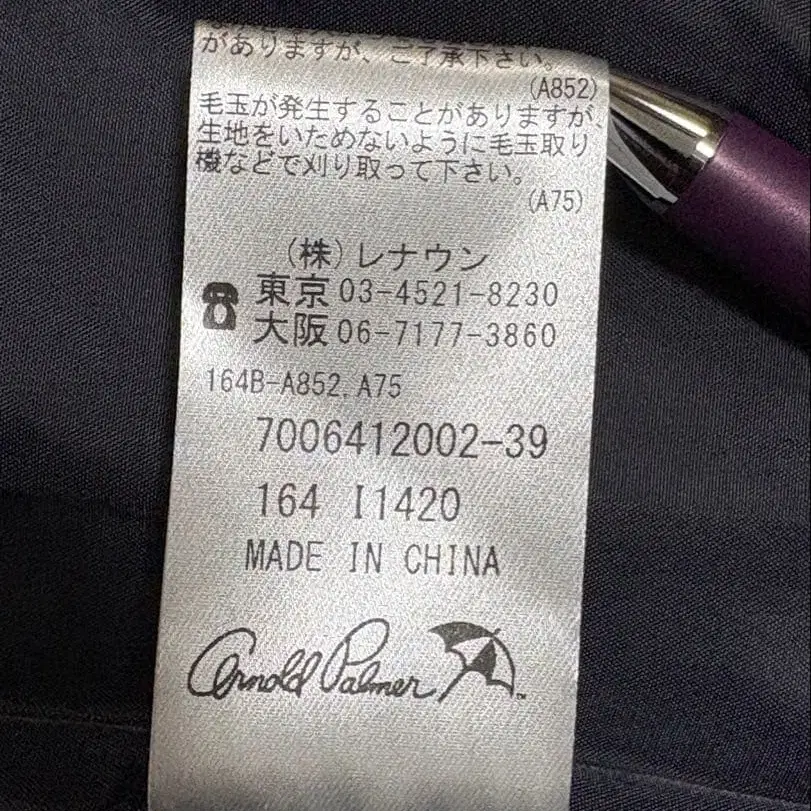 がありますが、ご了承下さい。
(A852)
毛玉が発生することがありますが、
生地をいためないように毛玉取り
機などで刈り取って下さい。
(A75)
(株)レナウン
東京 03-4521-8230
大阪 06-7177-3860
164B-A852,A75
7006412002-39
164 I1420
MADE IN CHINA
Arnold Palmer